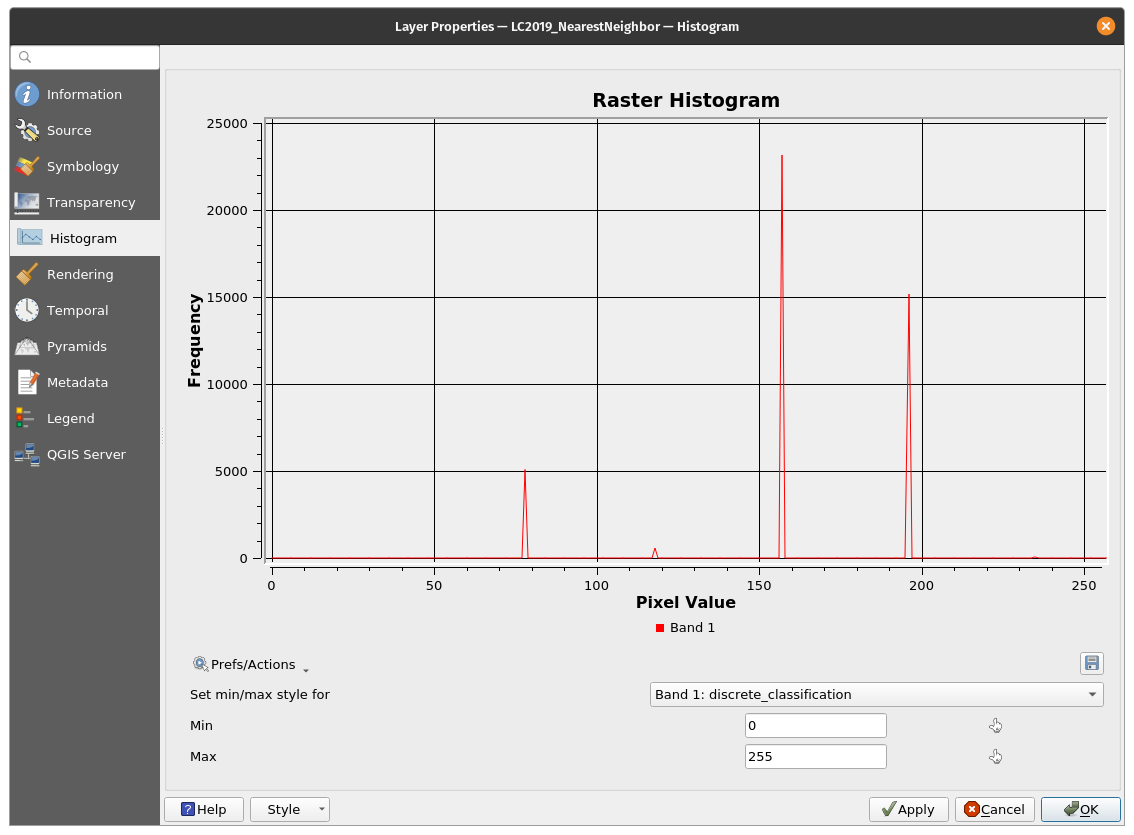 Layer Properties — LC2019_NearestNeighbor — Histogram
Information
Source
Symbology
Transparency
Histogram
Rendering
Temporal
Pyramids
Metadata
Legend
QGIS Server
Raster Histogram
25000
20000
15000
10000
5000
0
Frequency
0 50 100 150 200 250
Pixel Value
Band 1
Prefs/Actions
Set min/max style for Band 1: discrete_classification
Min 0
Max 255
? Help Style Apply Cancel OK